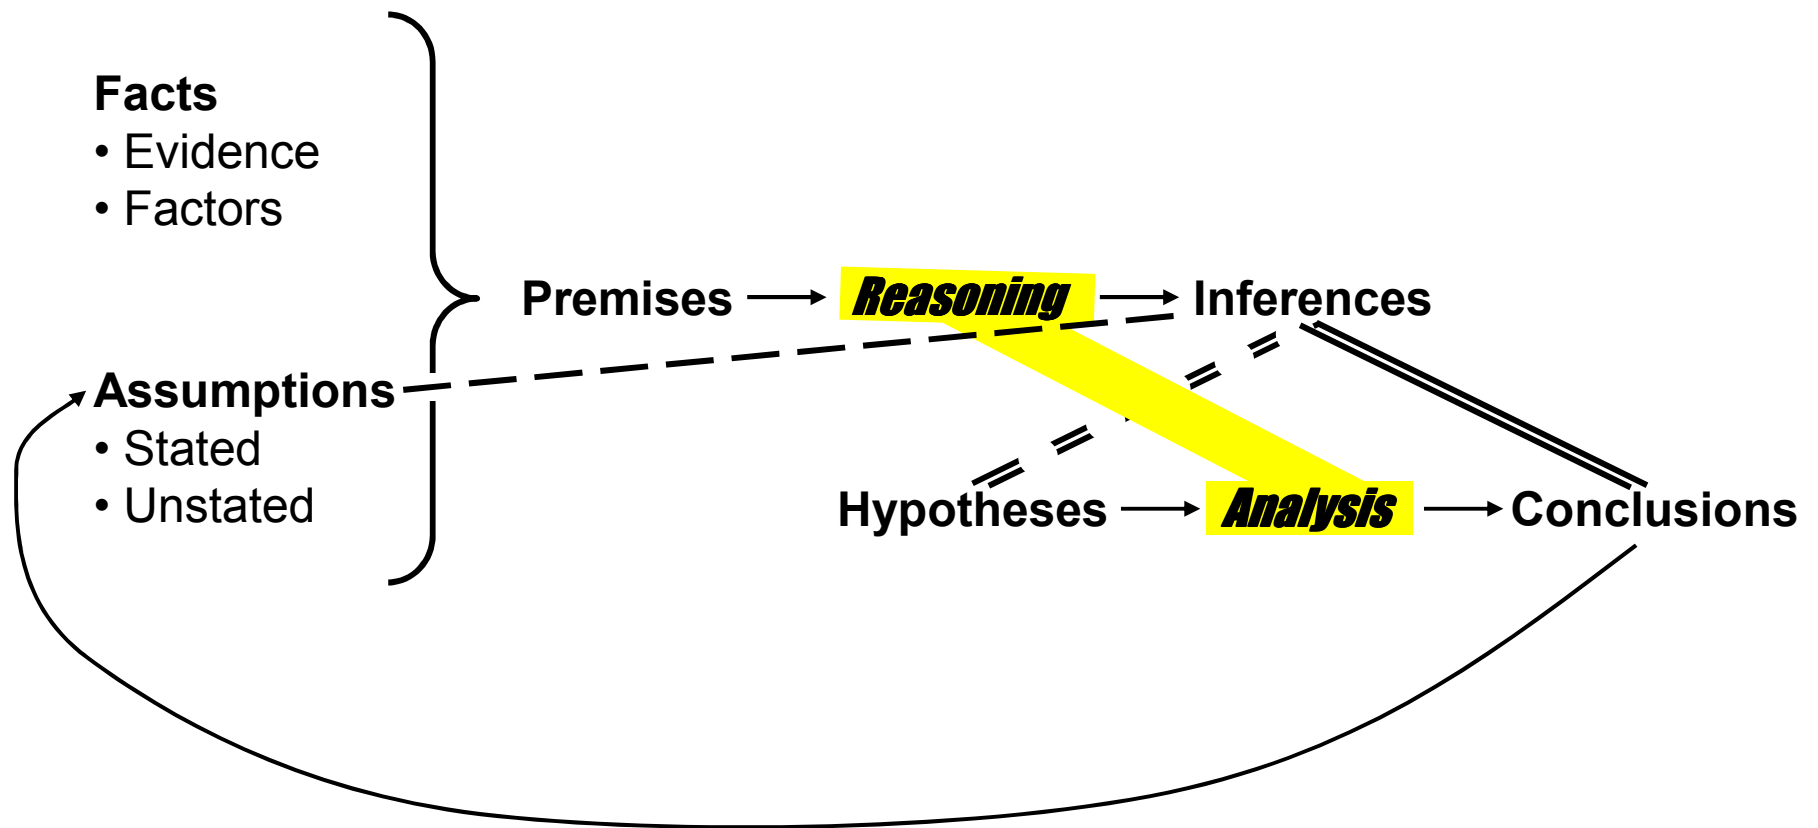 Facts
• Evidence
• Factors
Premises
Reasoning
Inferences
Assumptions
• Stated
• Unstated
Hypotheses
Analysis
Conclusions